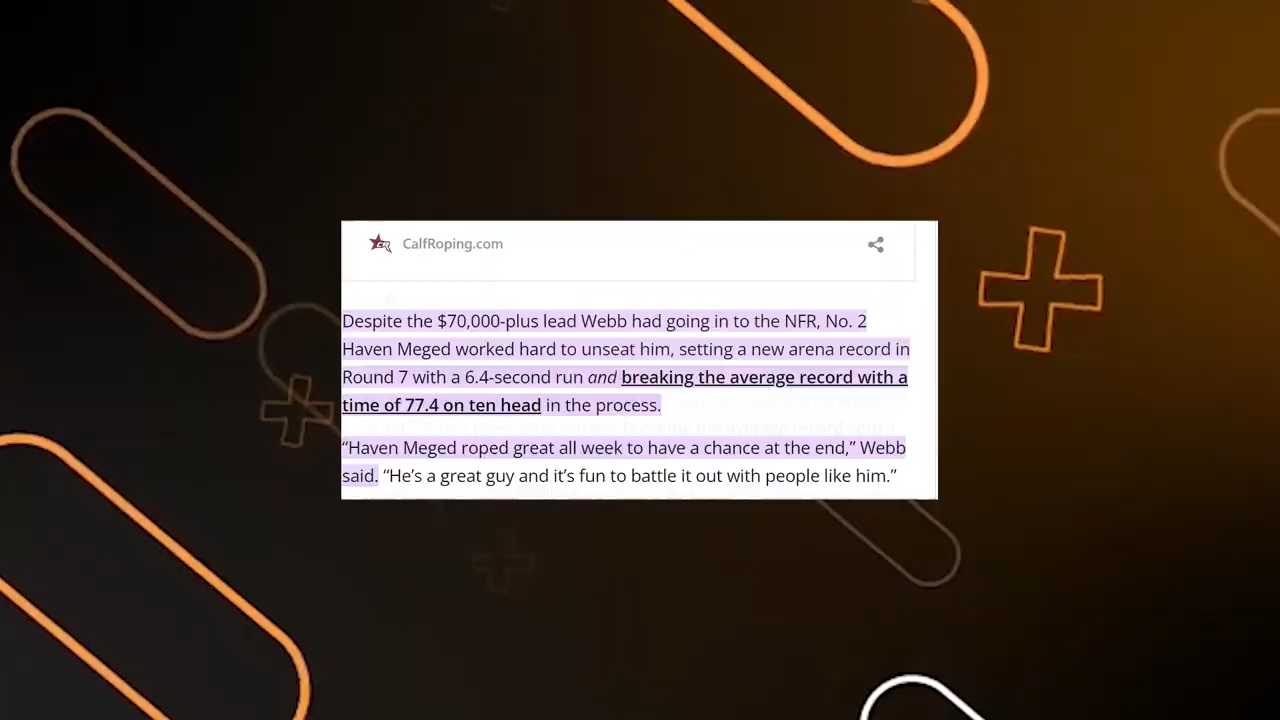 CalfRoping.com
Despite the $70,000-plus lead Webb had going in to the NFR, No. 2
Haven Meged worked hard to unseat him, setting a new arena record in
Round 7 with a 6.4-second run and breaking the average record with a
time of 77.4 on ten head in the process.
“Haven Meged roped great all week to have a chance at the end,” Webb
said. “He’s a great guy and it’s fun to battle it out with people like him.”